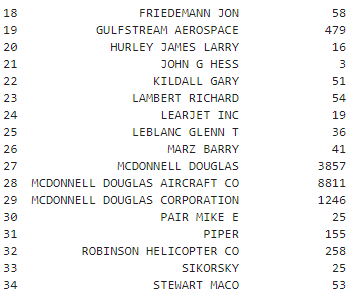 18 FRIEDEMANN JON 58
19 GULFSTREAM AEROSPACE 479
20 HURLEY JAMES LARRY 16
21 JOHN G HESS 3
22 KILDALL GARY 51
23 LAMBERT RICHARD 54
24 LEARJET INC 19
25 LEBLANC GLENN T 36
26 MARZ BARRY 41
27 MCDONNELL DOUGLAS 3857
28 MCDONNELL DOUGLAS AIRCRAFT CO 8811
29 MCDONNELL DOUGLAS CORPORATION 1246
30 PAIR MIKE E 25
31 PIPER 155
32 ROBINSON HELICOPTER CO 258
33 SIKORSKY 25
34 STEWART MACO 53